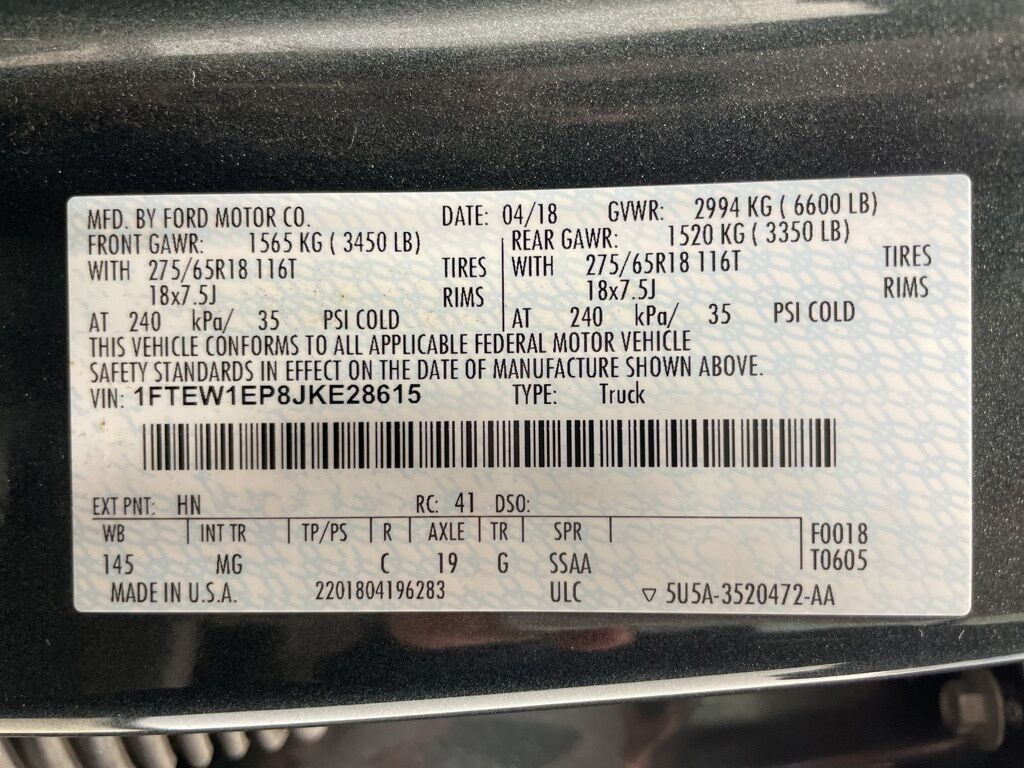 MFD. BY FORD MOTOR CO. DATE: 04/18 GVWR: 2994 KG ( 6600 LB)
FRONT GAWR: 1565 KG ( 3450 LB) REAR GAWR: 1520 KG ( 3350 LB)
WITH 275/65R18 116T TIRES WITH 275/65R18 116T TIRES
18x7.5J RIMS 18x7.5J RIMS
AT 240 kPa/ 35 PSI COLD AT 240 kPa/ 35 PSI COLD
THIS VEHICLE CONFORMS TO ALL APPLICABLE FEDERAL MOTOR VEHICLE
SAFETY STANDARDS IN EFFECT ON THE DATE OF MANUFACTURE SHOWN ABOVE.
VIN: 1FTEW1EP8JKE28615 TYPE: Truck
EXT PNT: HN RC: 41 DSO:
WB INT TR TP/PS R AXLE TR SPR F0018
145 MG C 19 G SSAA T0605
MADE IN U.S.A. 2201804196283 ULC ▽ 5U5A-3520472-AA